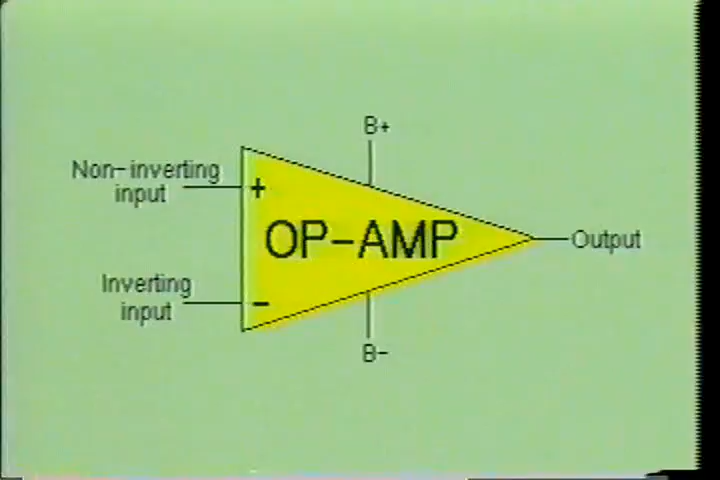 B+
Non-inverting
input
+
OP-AMP
Output
Inverting
input
-
B-